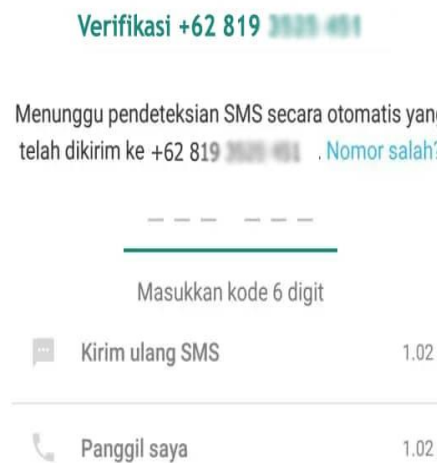 Verifikasi +62 819
Menunggu pendeteksian SMS secara otomatis yang
telah dikirim ke +62 819 . Nomor salah?
Masukkan kode 6 digit
Kirim ulang SMS 1.02
Panggil saya 1.02